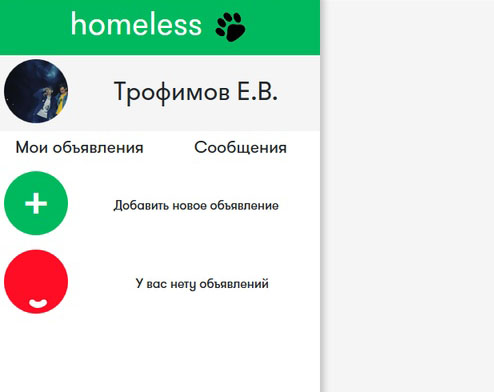 homeless
Трофимов Е.В.
Мои объявления
Сообщения
Добавить новое объявление
У вас нету объявлений